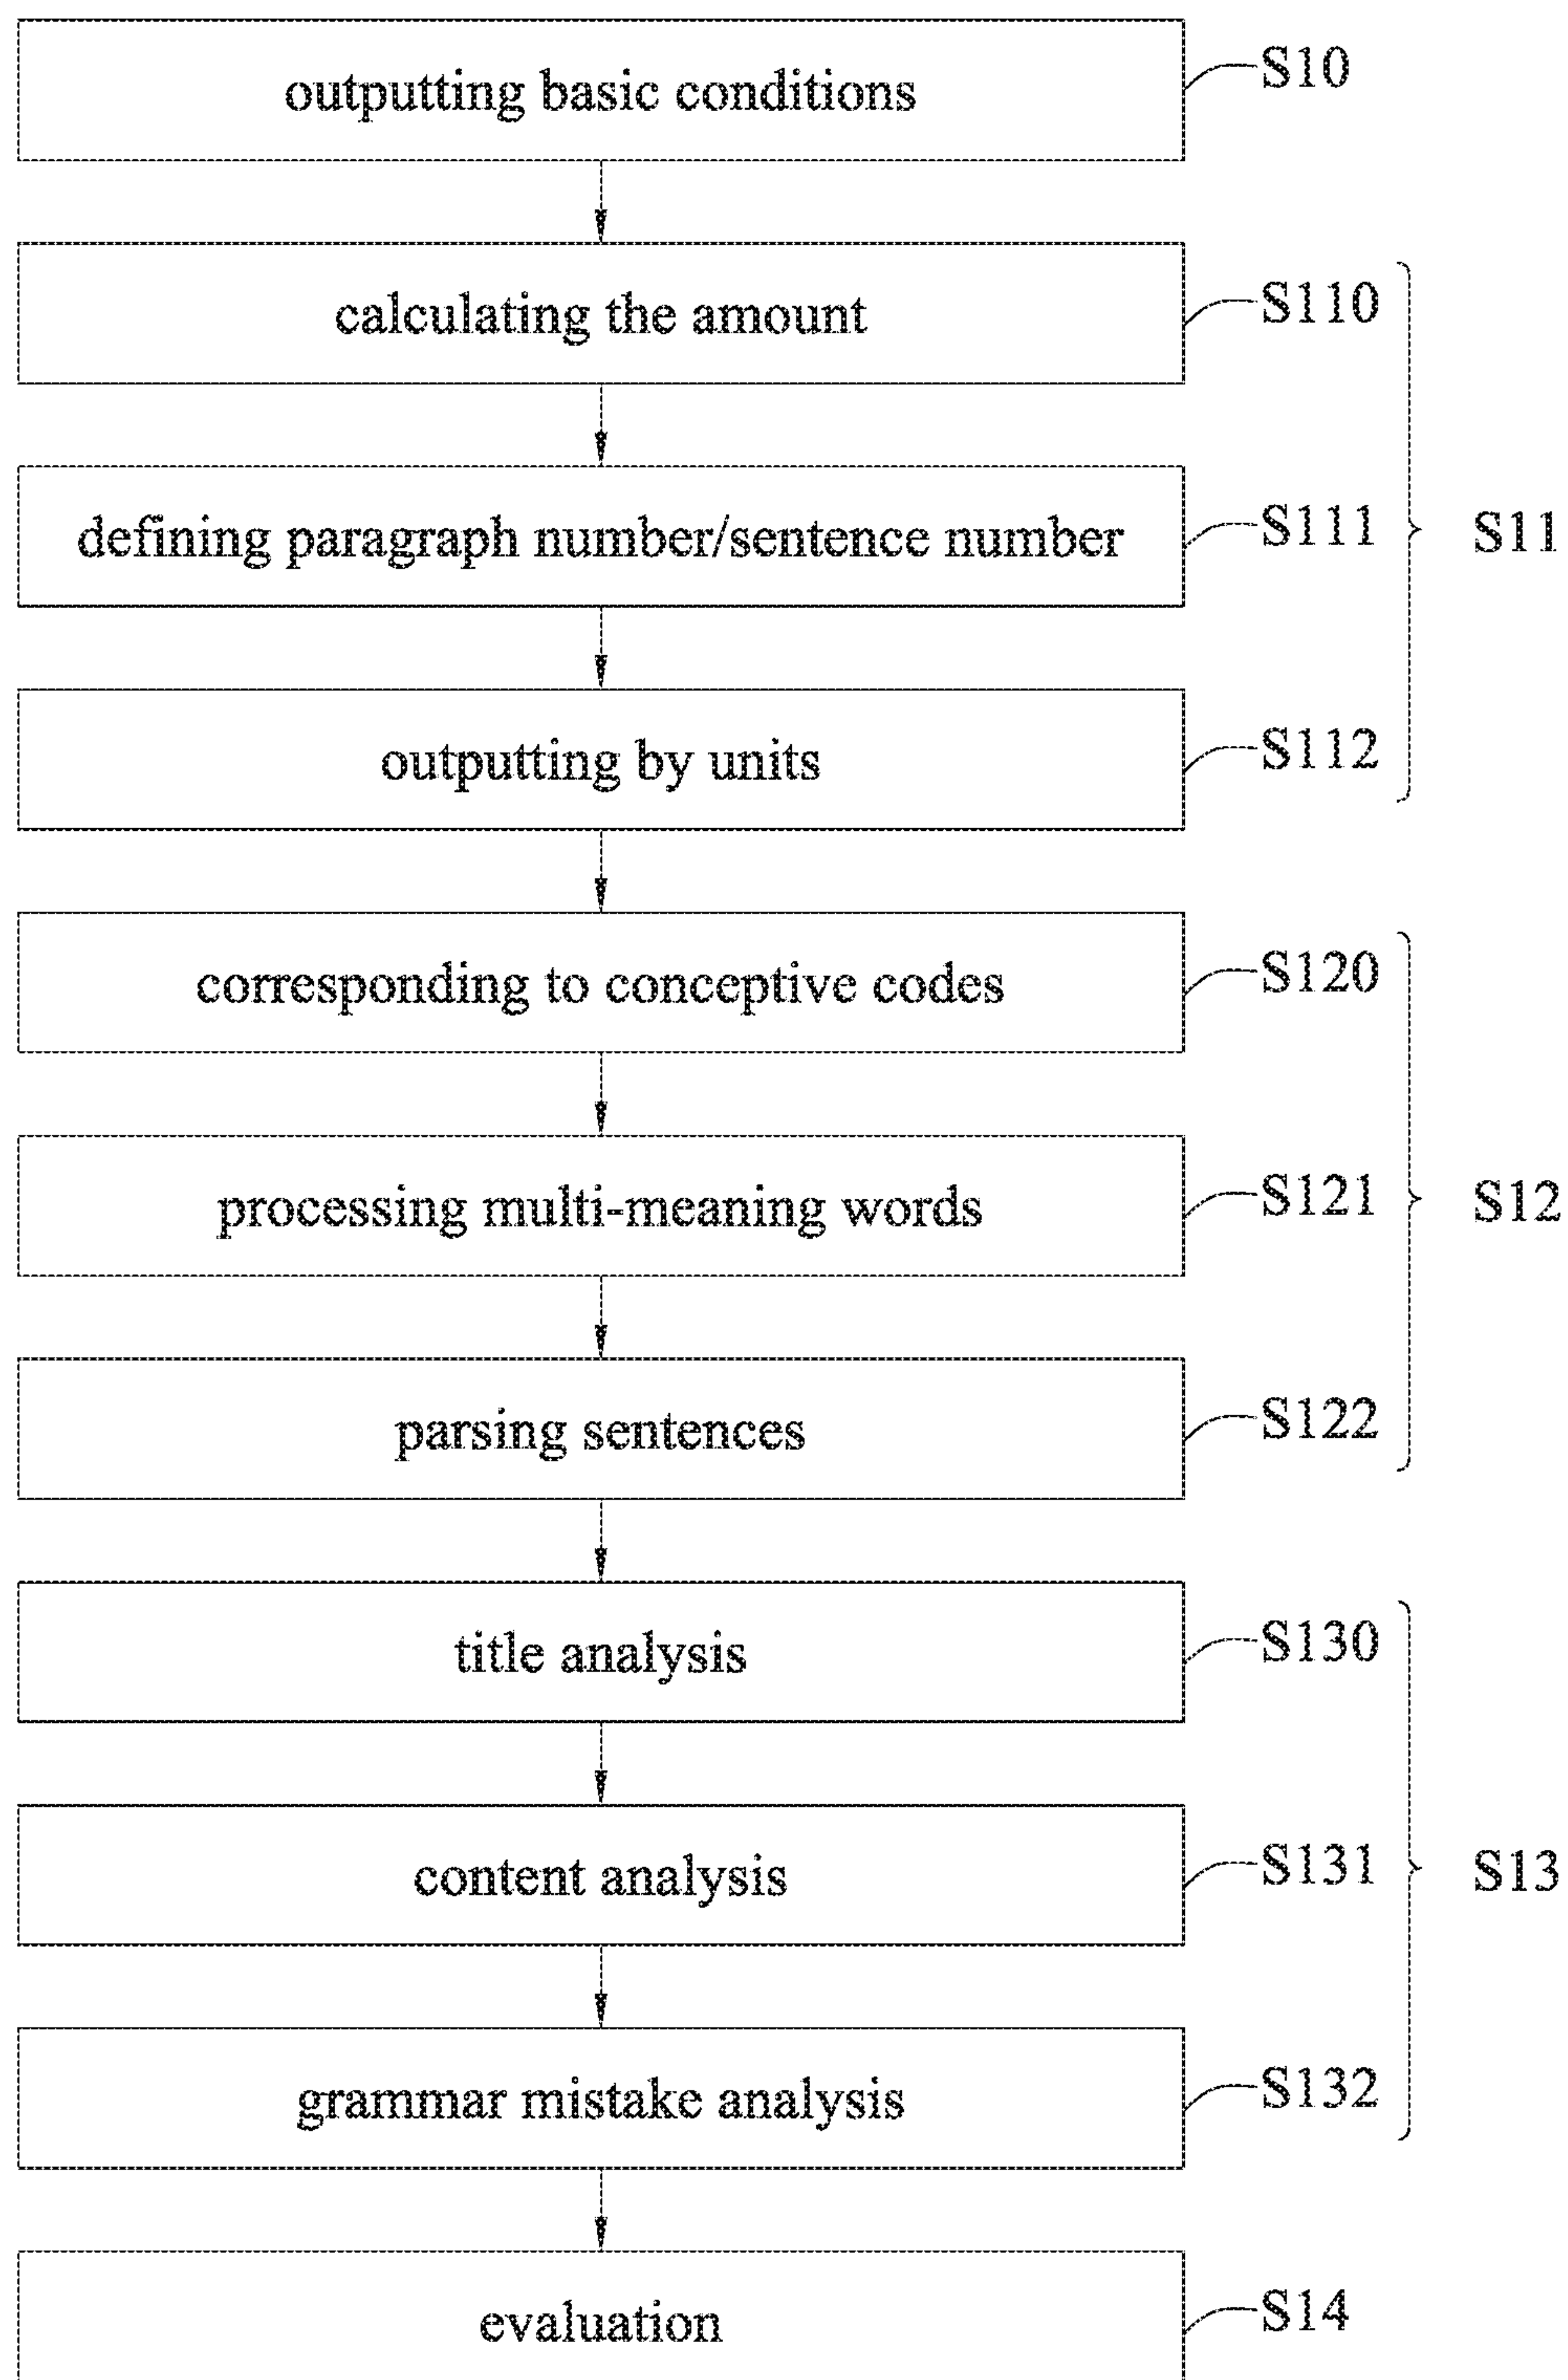 outputting basic conditions S10
calculating the amount S110
defining paragraph number/sentence number S111 S11
outputting by units S112
corresponding to conceptive codes S120
processing multi-meaning words S121 S12
parsing sentences S122
title analysis S130
content analysis S131 S13
grammar mistake analysis S132
evaluation S14